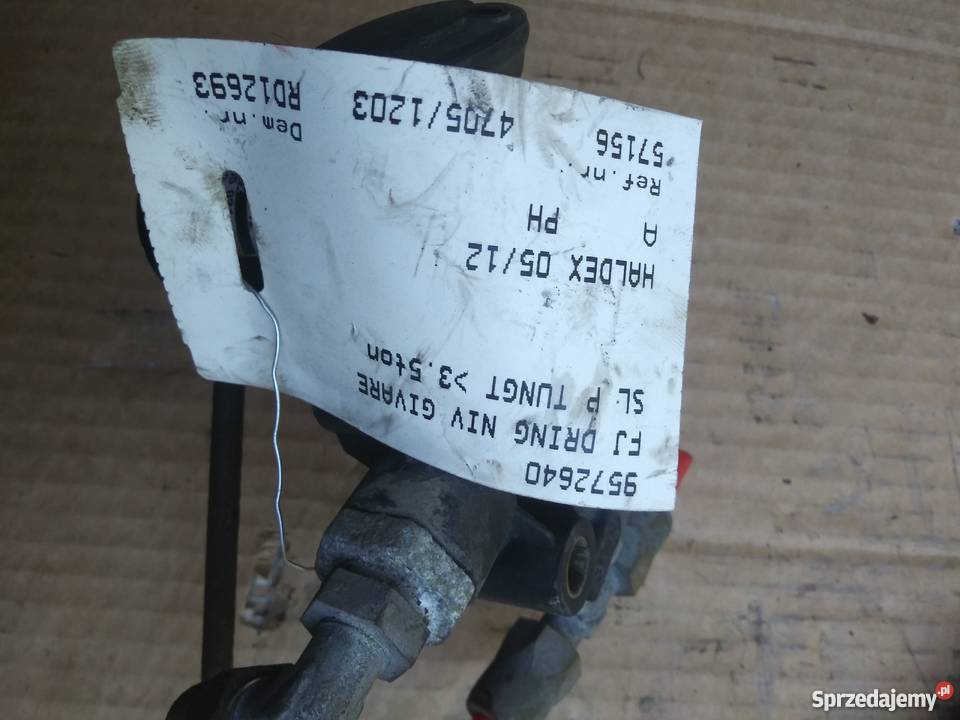 9572640
FJ DRING NIV GIVARE
SL P TUNGT >3.5ton
HALDEX 05/12
A PH
Ref.nr.
57156 4705/1203
Dem.nr.
RD12693
Sprzedajemy.pl